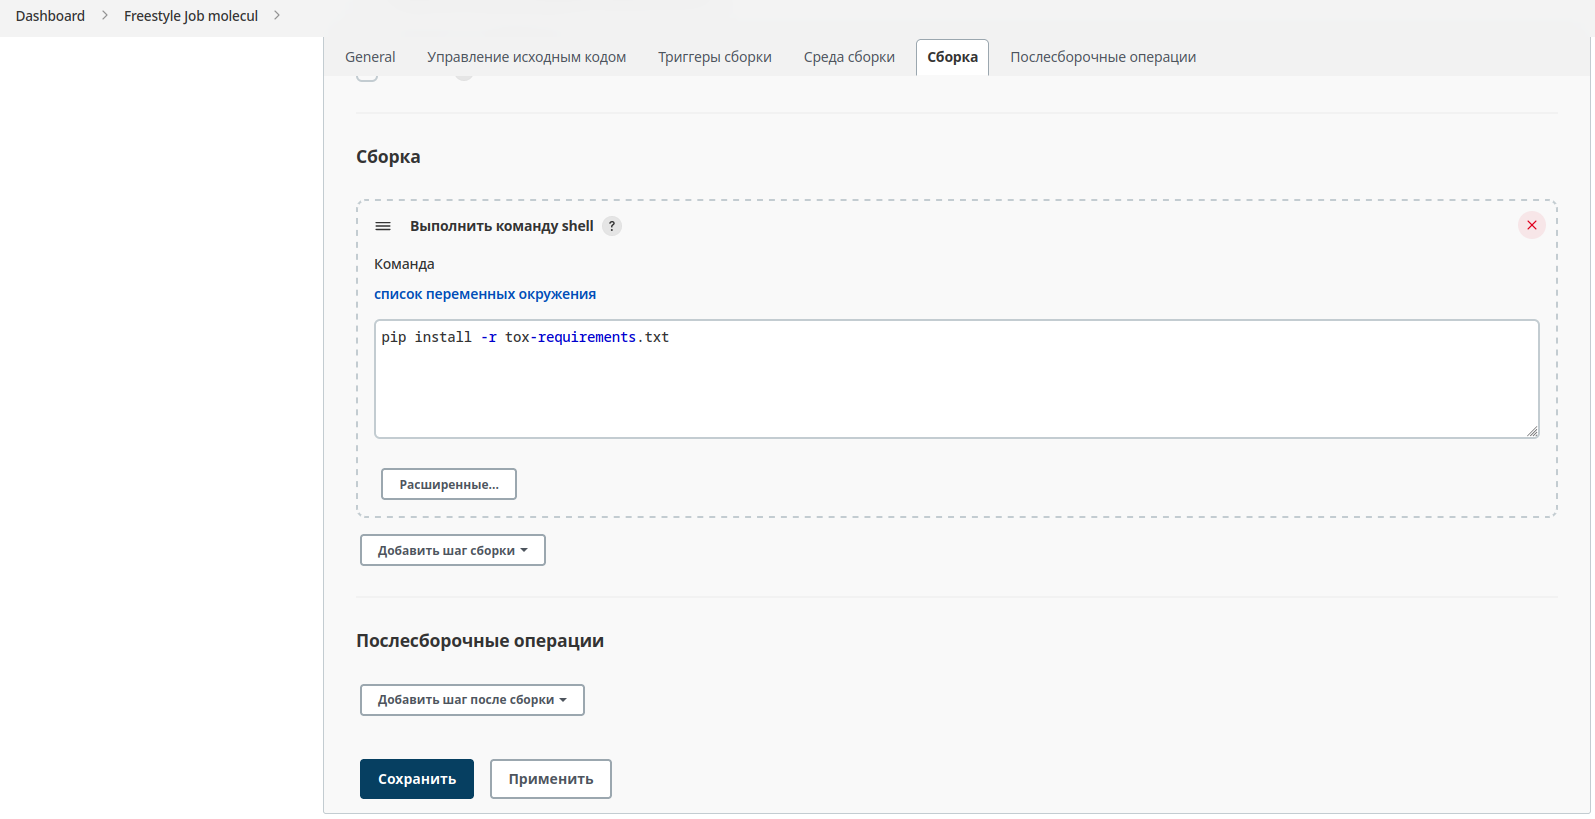 Dashboard > Freestyle Job molecul >
General Управление исходным кодом Триггеры сборки Среда сборки Сборка Послесборочные операции
Сборка
Выполнить команду shell ?
Команда
список переменных окружения
pip install -r tox-requirements.txt
Расширенные...
Добавить шаг сборки
Послесборочные операции
Добавить шаг после сборки
Сохранить Применить